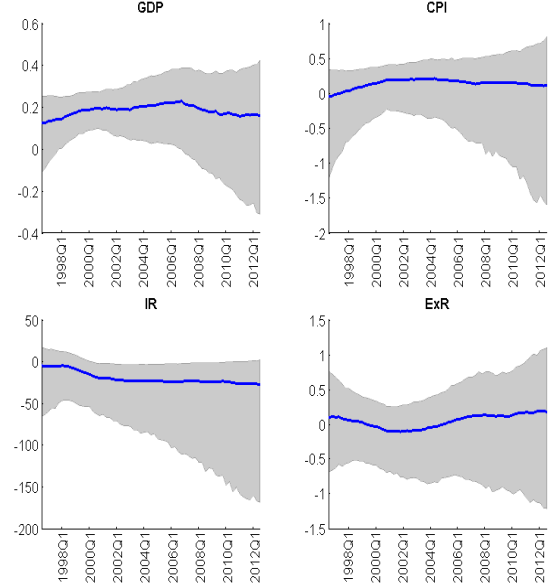 GDP
0.6
0.4
0.2
0
-0.2
-0.4
1998Q1
2000Q1
2002Q1
2004Q1
2006Q1
2008Q1
2010Q1
2012Q1
CPI
1
0.5
0
-0.5
-1
-1.5
-2
1998Q1
2000Q1
2002Q1
2004Q1
2006Q1
2008Q1
2010Q1
2012Q1
IR
50
0
-50
-100
-150
-200
1998Q1
2000Q1
2002Q1
2004Q1
2006Q1
2008Q1
2010Q1
2012Q1
ExR
1.5
1
0.5
0
-0.5
-1
-1.5
1998Q1
2000Q1
2002Q1
2004Q1
2006Q1
2008Q1
2010Q1
2012Q1